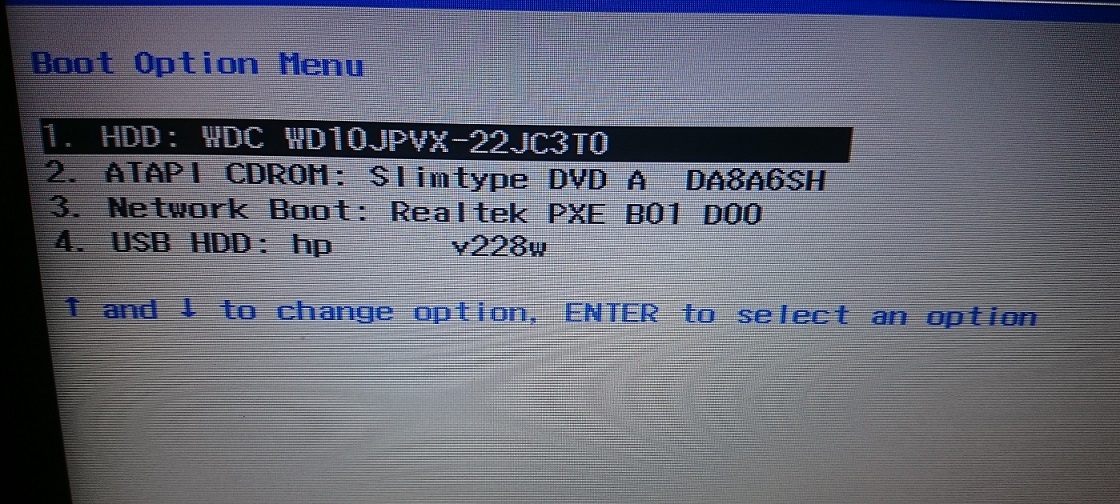 Boot Option Menu
1. HDD: WDC WD10JPVX-22JC3T0
2. ATAPI CDROM: Slimtype DVD A  DA8A6SH
3. Network Boot: Realtek PXE B01 D00
4. USB HDD: hp      v228w
↑ and ↓ to change option, ENTER to select an option